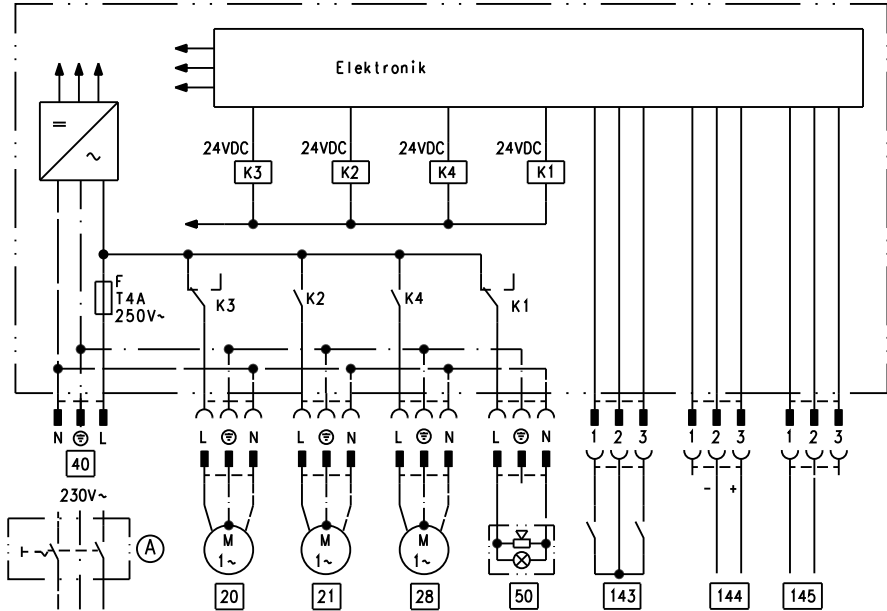 Elektronik
24VDC 24VDC 24VDC 24VDC
K3 K2 K4 K1
F
T4A
250V~
K3 K2 K4 K1
N L L N L N L N L N 1 2 3 1 2 3 1 2 3
40
230V~
- +
A
M M M
1~ 1~ 1~
20 21 28 50 143 144 145